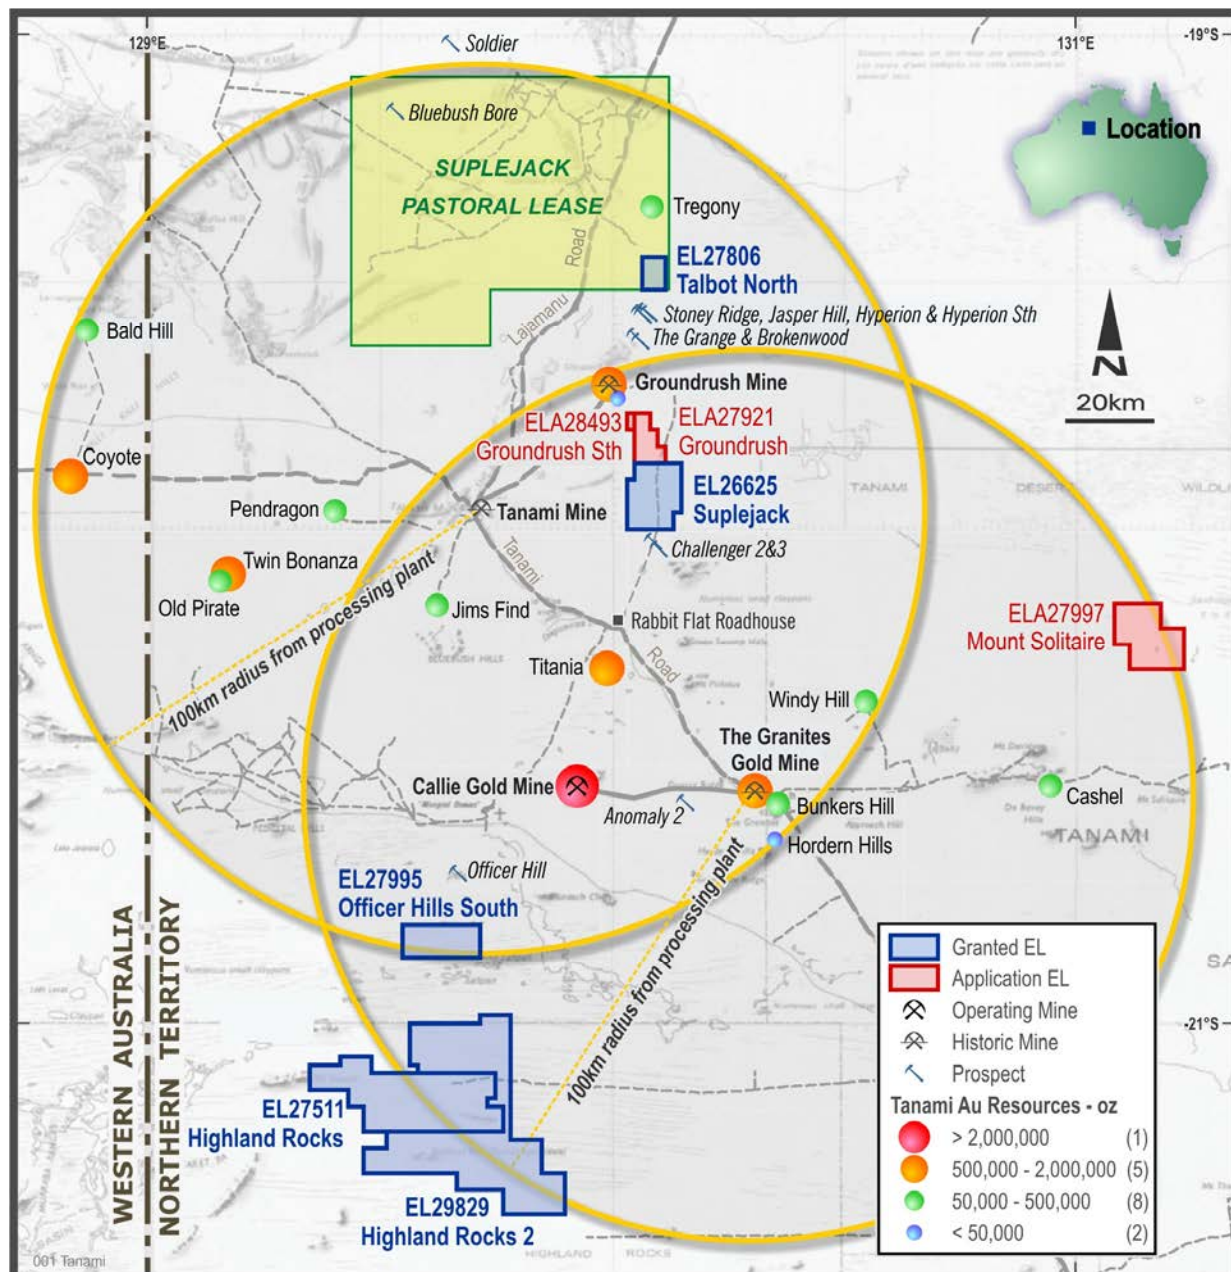 129°E
131°E
-19°S
Soldier
Bluebush Bore
SUPLEJACK
PASTORAL LEASE
Location
Tregony
EL27806
Talbot North
Road
Lajamanu
Stoney Ridge, Jasper Hill, Hyperion & Hyperion Sth
The Grange & Brokenwood
Bald Hill
N
20km
Groundrush Mine
ELA28493
Groundrush Sth
ELA27921
Groundrush
Coyote
EL26625
Suplejack
TANAMI
DESERT
WILDLI
Pendragon
Tanami Mine
Tanami
Challenger 2&3
Twin Bonanza
Old Pirate
Jims Find
Rabbit Flat Roadhouse
ELA27997
Mount Solitaire
BLUEBUSH HILLS
100km radius from processing plant
Titania
Road
Windy Hill
The Granites
Gold Mine
Callie Gold Mine
Anomaly 2
Bunkers Hill
Cashel
Hordern Hills
TANAMI
Officer Hill
EL27995
Officer Hills South
100km radius from processing plant
WESTERN AUSTRALIA
NORTHERN TERRITORY
SA
-21°S
EL27511
Highland Rocks
EL29829
Highland Rocks 2
HIGHLAND ROCKS
Granted EL
Application EL
Operating Mine
Historic Mine
Prospect
Tanami Au Resources - oz
> 2,000,000 (1)
500,000 - 2,000,000 (5)
50,000 - 500,000 (8)
< 50,000 (2)
001 Tanami